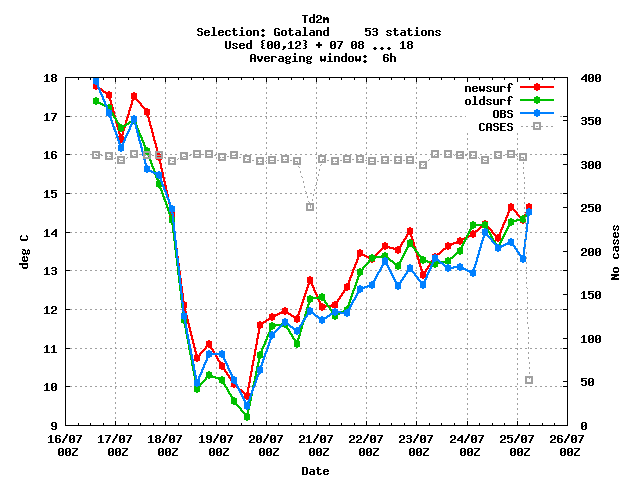 Td2m
Selection: Gotaland 53 stations
Used {00,12} + 07 08 ... 18
Averaging window: 6h
newsurf
oldsurf
OBS
CASES
18
17
16
15
14
13
12
11
10
9
deg C
400
350
300
250
200
150
100
50
0
No cases
16/07 17/07 18/07 19/07 20/07 21/07 22/07 23/07 24/07 25/07 26/07
00Z 00Z 00Z 00Z 00Z 00Z 00Z 00Z 00Z 00Z 00Z
Date